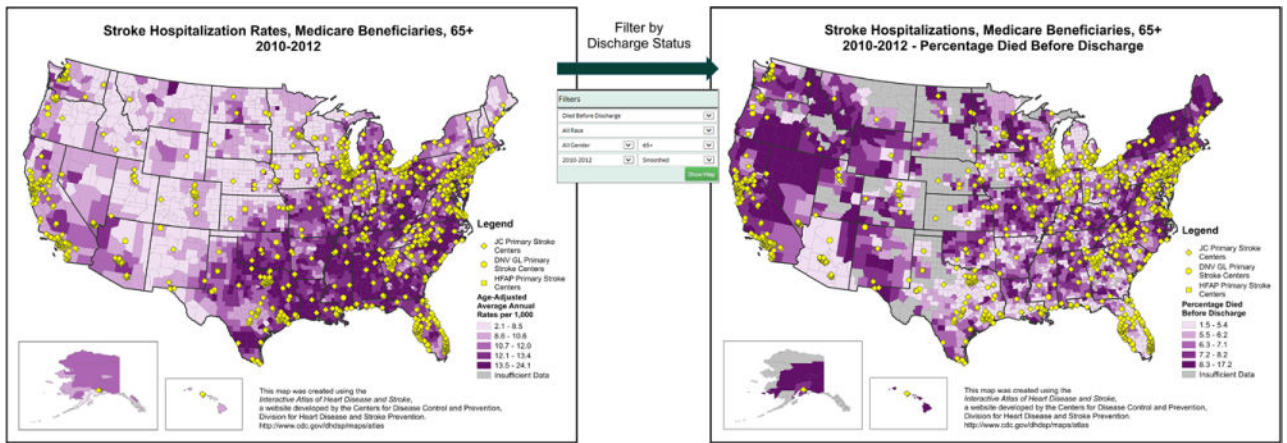 Stroke Hospitalization Rates, Medicare Beneficiaries, 65+
2010-2012
Legend
JC Primary Stroke
Centers
DNV GL Primary
Stroke Centers
HFAP Primary Stroke
Centers
Age-Adjusted
Average Annual
Rates per 1,000
2.1 - 8.5
8.6 - 10.6
10.7 - 12.0
12.1 - 13.4
13.5 - 24.1
Insufficient Data
This map was created using the
Interactive Atlas of Heart Disease and Stroke,
a website developed by the Centers for Disease Control and Prevention,
Division for Heart Disease and Stroke Prevention.
http://www.cdc.gov/dhdsp/maps/atlas
Filter by
Discharge Status
Filters
Died Before Discharge
All Race
All Gender
65+
2010-2012
Smoothed
Show Map
Stroke Hospitalizations, Medicare Beneficiaries, 65+
2010-2012 - Percentage Died Before Discharge
Legend
JC Primary Stroke
Centers
DNV GL Primary
Stroke Centers
HFAP Primary Stroke
Centers
Percentage Died
Before Discharge
1.5 - 5.4
5.5 - 6.2
6.3 - 7.1
7.2 - 8.2
8.3 - 17.2
Insufficient Data
This map was created using the
Interactive Atlas of Heart Disease and Stroke,
a website developed by the Centers for Disease Control and Prevention,
Division for Heart Disease and Stroke Prevention.
http://www.cdc.gov/dhdsp/maps/atlas